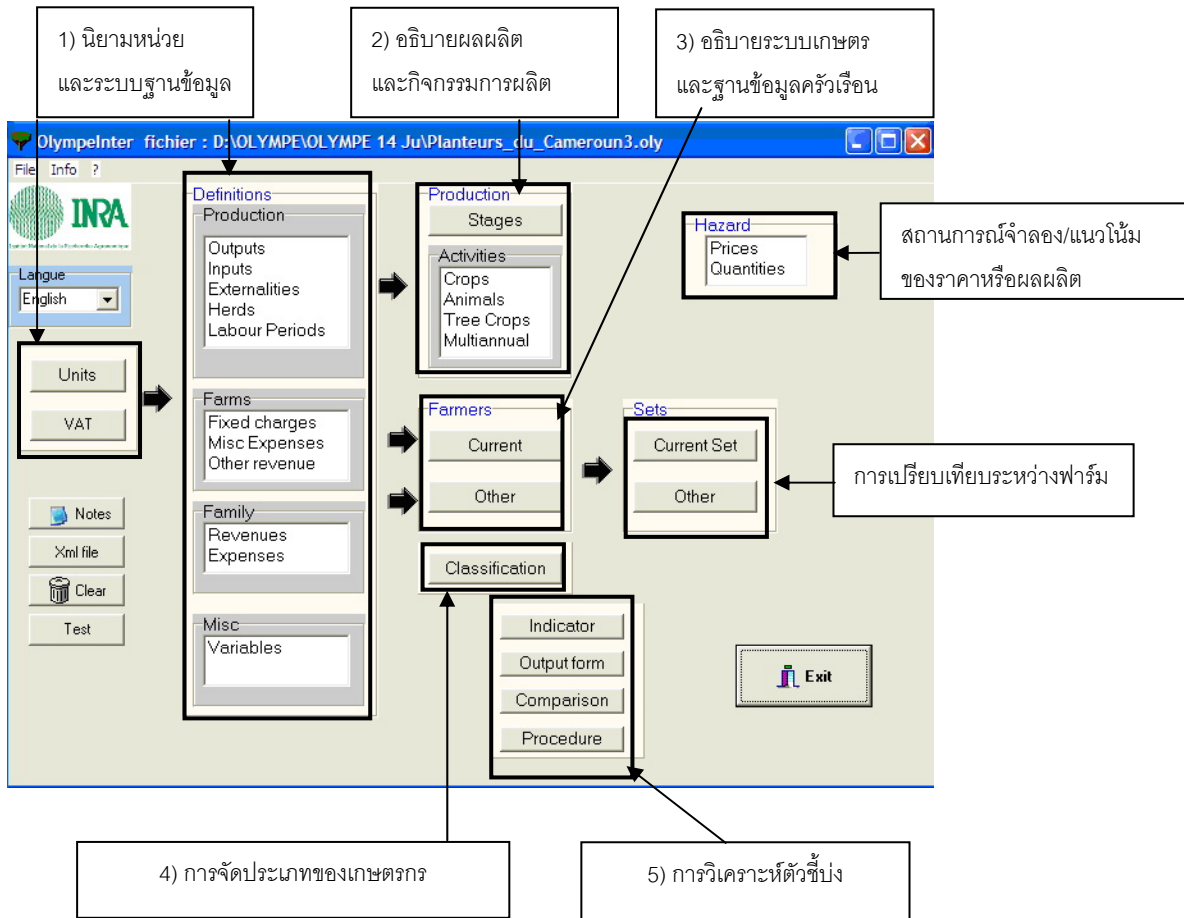 1) นิยามหน่วย
และระบบฐานข้อมูล
2) อธิบายผลผลิต
และกิจกรรมการผลิต
3) อธิบายระบบเกษตร
และฐานข้อมูลครัวเรือน
OlympeInter fichier : D:\OLYMPE\OLYMPE 14 Ju\Planteurs_du_Cameroun3.oly
File Info ?
INRA
Langue
English
Units
VAT
Notes
Xml file
Clear
Test
Definitions
Production
Outputs
Inputs
Externalities
Herds
Labour Periods
Farms
Fixed charges
Misc Expenses
Other revenue
Family
Revenues
Expenses
Misc
Variables
Production
Stages
Activities
Crops
Animals
Tree Crops
Multiannual
Farmers
Current
Other
Classification
Indicator
Output form
Comparison
Procedure
Hazard
Prices
Quantities
Sets
Current Set
Other
Exit
สถานการณ์จำลอง/แนวโน้ม
ของราคาหรือผลผลิต
การเปรียบเทียบระหว่างฟาร์ม
4) การจัดประเภทของเกษตรกร
5) การวิเคราะห์ตัวชี้บ่ง